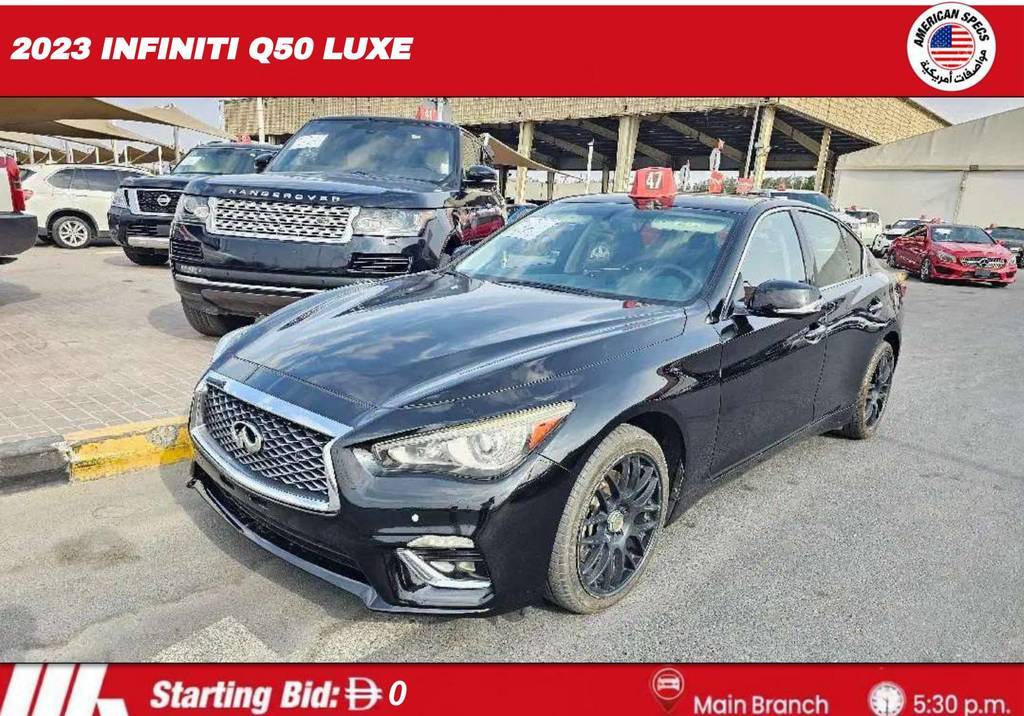 2023 INFINITI Q50 LUXE
AMERICAN SPECS
مواصفات أمريكية
47
RANGE ROVER
Starting Bid: 0
Main Branch
5:30 p.m.